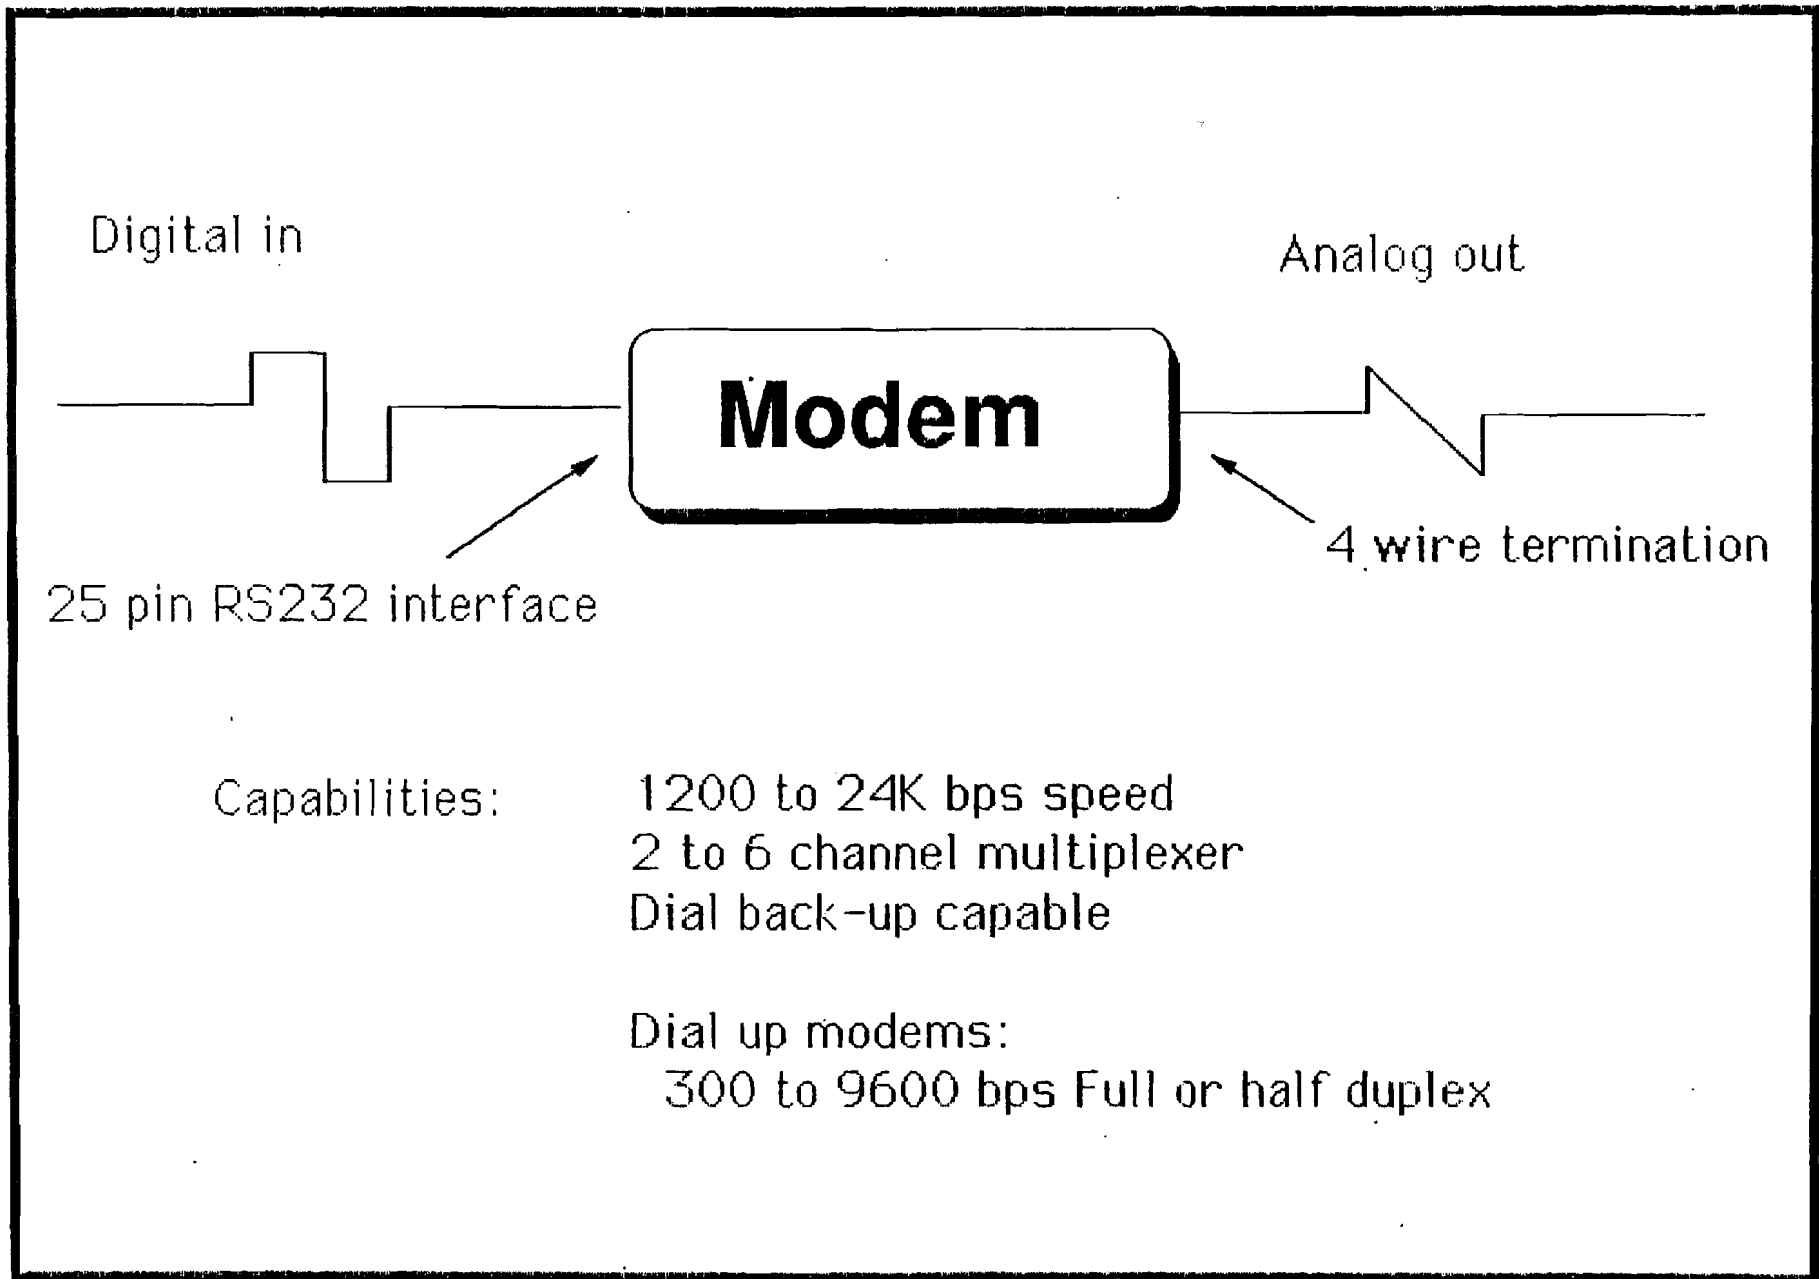 Digital in
Analog out
Modem
4 wire termination
25 pin RS232 interface
Capabilities: 1200 to 24K bps speed
2 to 6 channel multiplexer
Dial back-up capable
Dial up modems:
300 to 9600 bps Full or half duplex